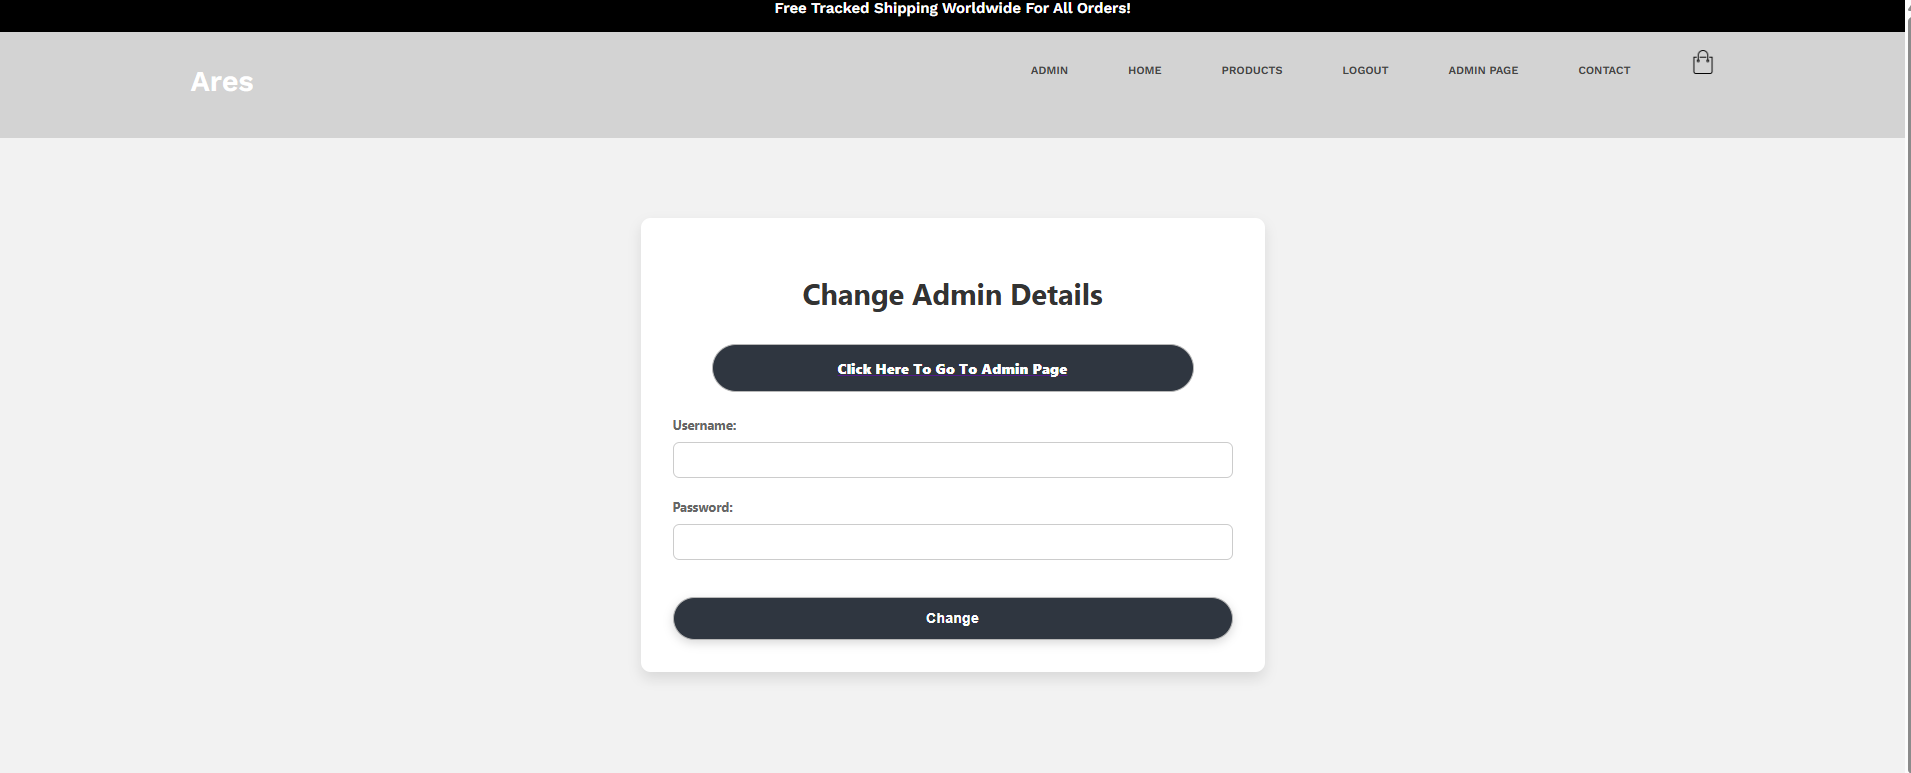 Free Tracked Shipping Worldwide For All Orders!
Ares
ADMIN HOME PRODUCTS LOGOUT ADMIN PAGE CONTACT
Change Admin Details
Click Here To Go To Admin Page
Username:
Password:
Change